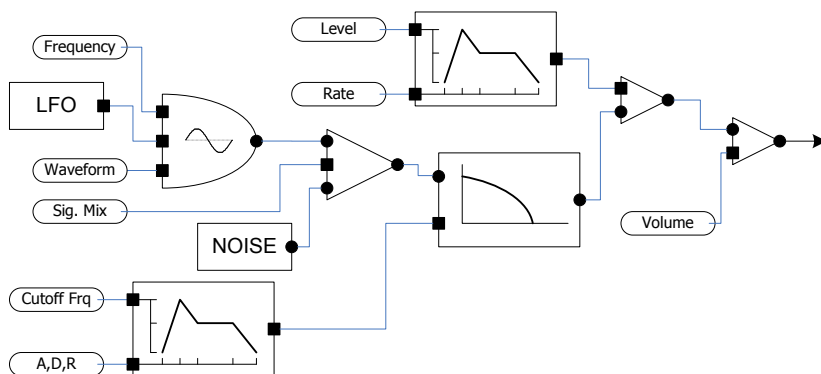 Level
Frequency
LFO
Rate
Waveform
Sig. Mix
Volume
NOISE
Cutoff Frq
A,D,R